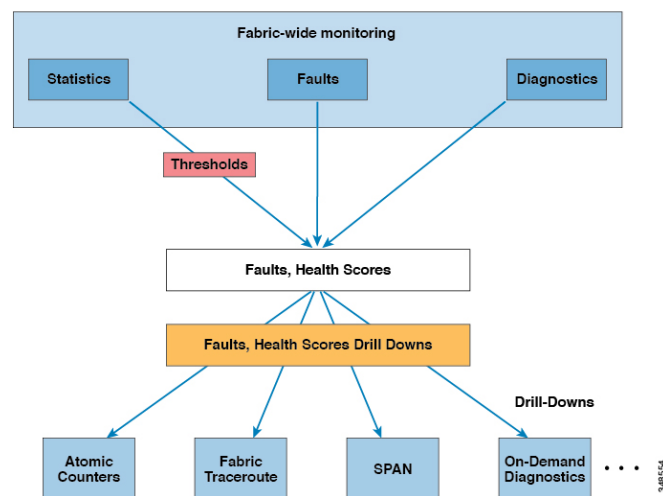 Fabric-wide monitoring
Statistics
Faults
Diagnostics
Thresholds
Faults, Health Scores
Faults, Health Scores Drill Downs
Drill-Downs
Atomic
Counters
Fabric
Traceroute
SPAN
On-Demand
Diagnostics
• • •
348554